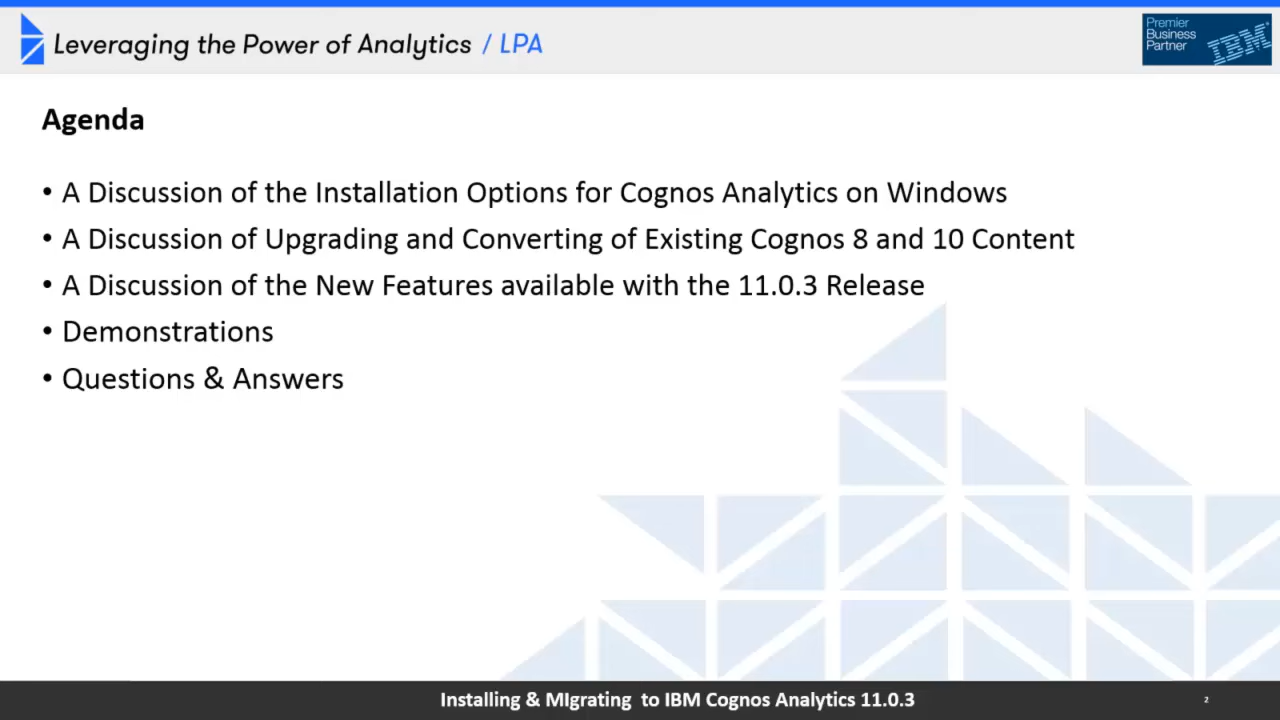 Leveraging the Power of Analytics / LPA
Premier
Business
Partner
IBM
Agenda
• A Discussion of the Installation Options for Cognos Analytics on Windows
• A Discussion of Upgrading and Converting of Existing Cognos 8 and 10 Content
• A Discussion of the New Features available with the 11.0.3 Release
• Demonstrations
• Questions & Answers
Installing & MIgrating to IBM Cognos Analytics 11.0.3
2